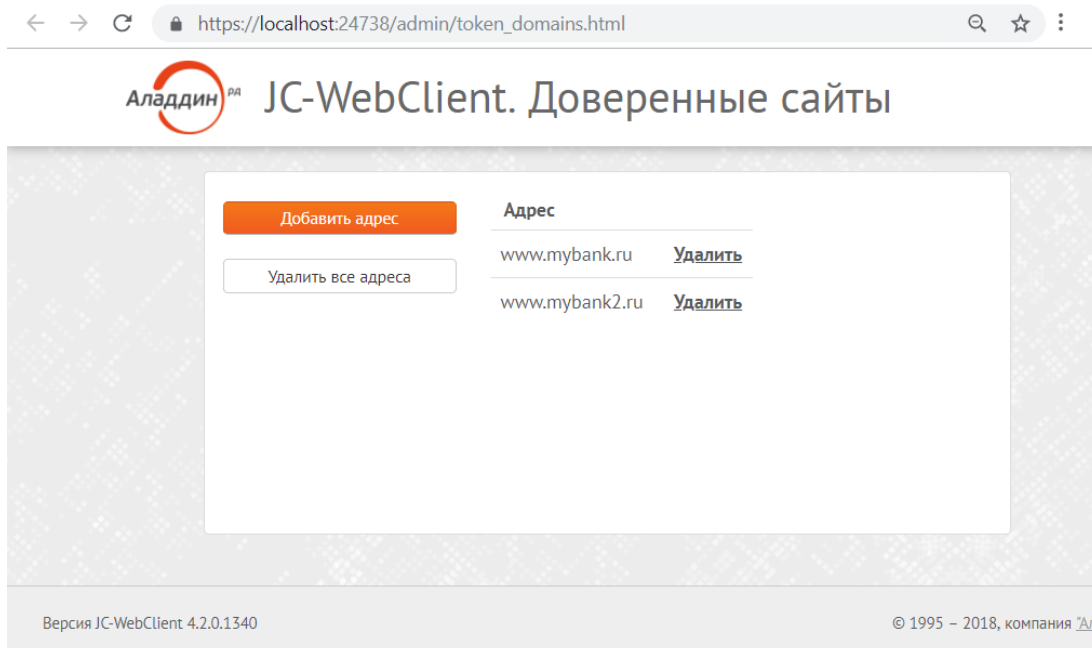 https://localhost:24738/admin/token_domains.html
Аладдин РД
JC-WebClient. Доверенные сайты
Добавить адрес
Удалить все адреса
Адрес
www.mybank.ru Удалить
www.mybank2.ru Удалить
Версия JC-WebClient 4.2.0.1340
© 1995 – 2018, компания